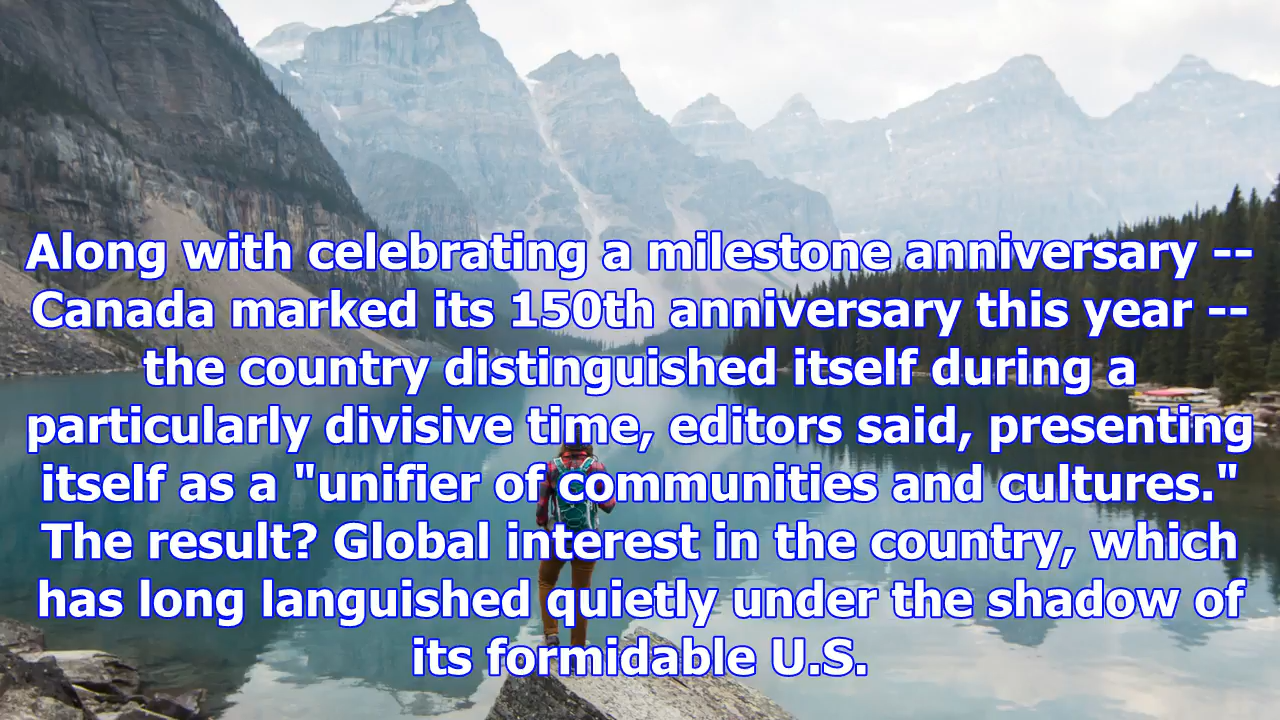 Along with celebrating a milestone anniversary --
Canada marked its 150th anniversary this year --
the country distinguished itself during a
particularly divisive time, editors said, presenting
itself as a "unifier of communities and cultures."
The result? Global interest in the country, which
has long languished quietly under the shadow of
its formidable U.S.